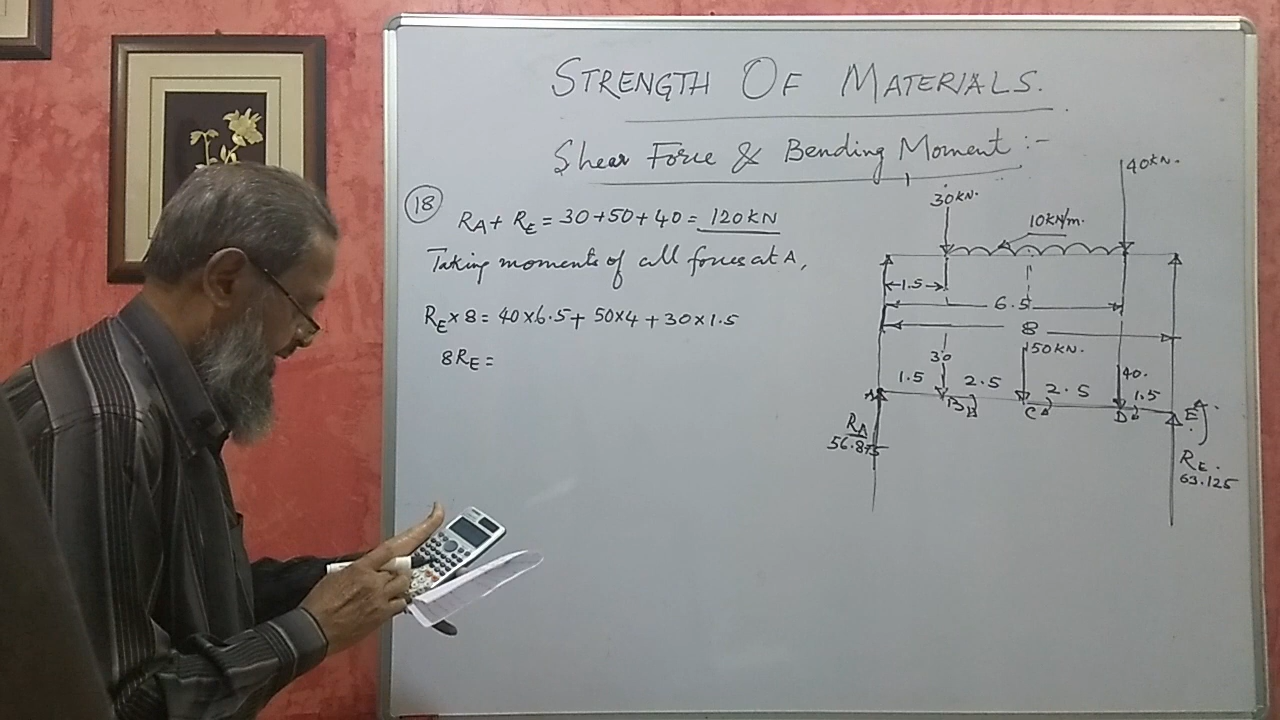 STRENGTH OF MATERIALS.
Shear Force & Bending Moment :-
18
RA + RE = 30+50+40 = 120 KN
Taking moments of all forces at A,
RE × 8 = 40×6.5 + 50×4 + 30×1.5
8RE =
40KN.
30KN.
10KN/m.
1.5
6.5
8
30
50KN.
40.
1.5
2.5
2.5
1.5
A
B
C
D
E
RA
56.875
RE.
63.125